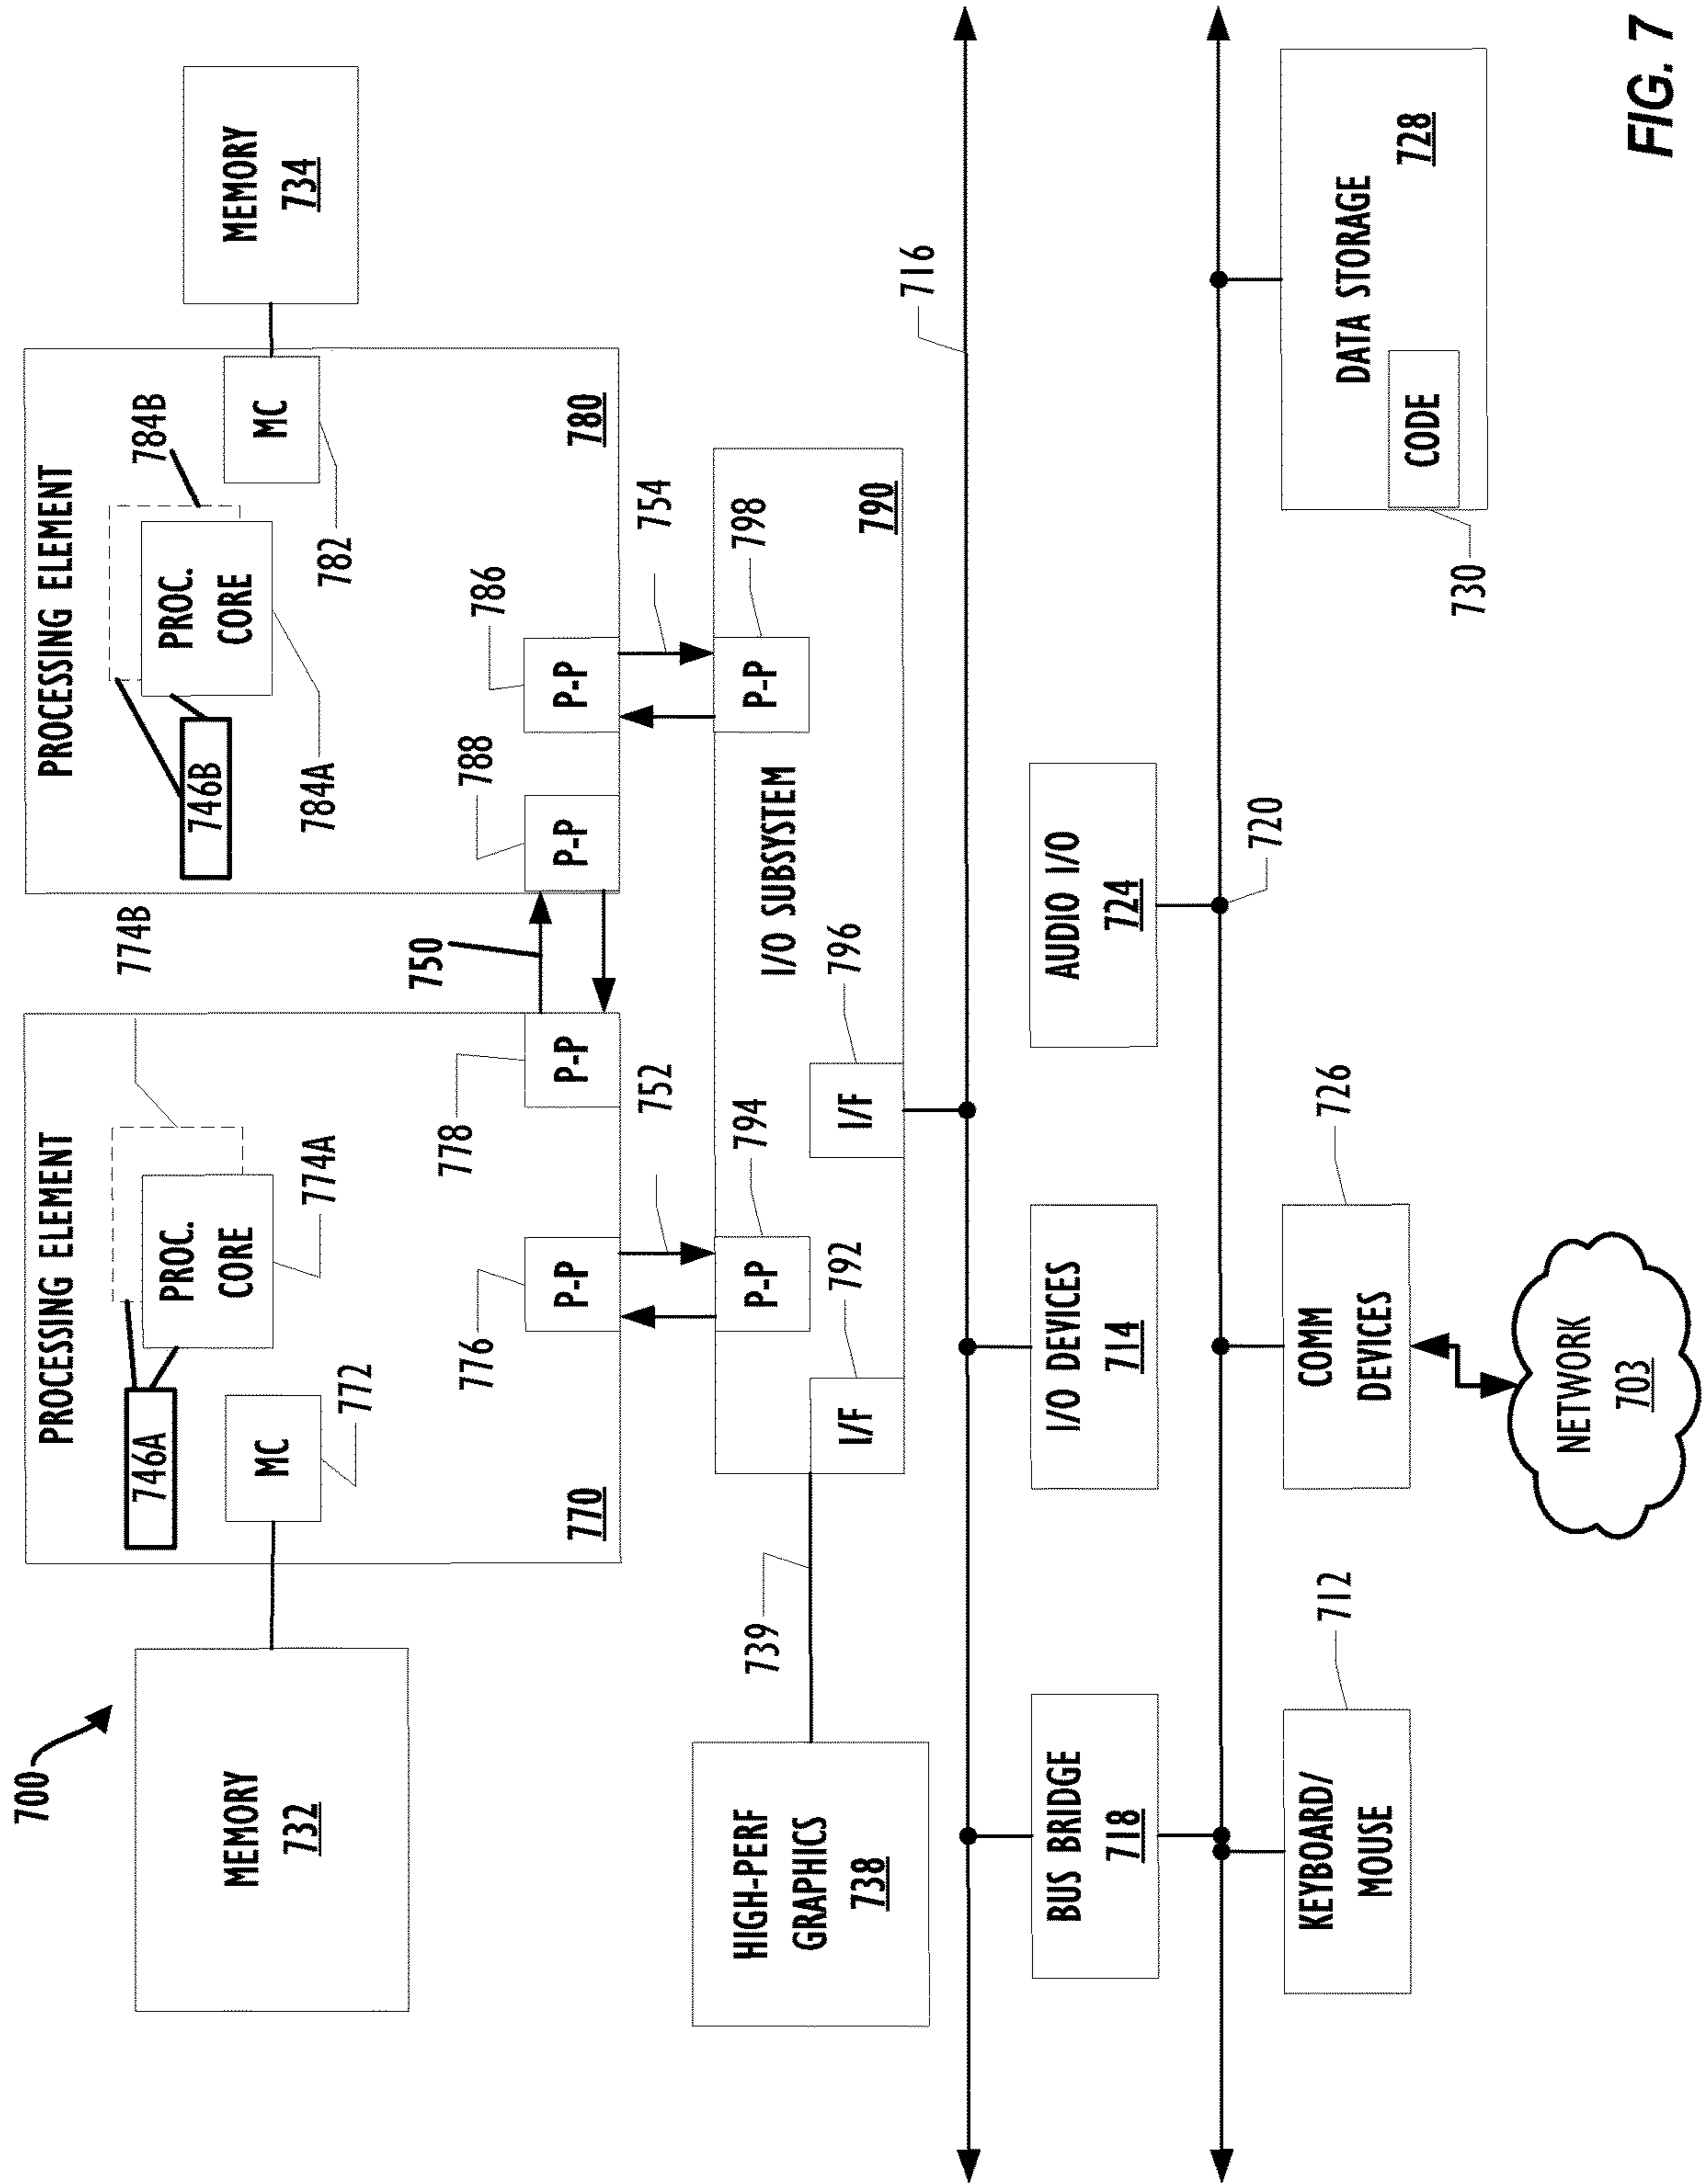 700
PROCESSING ELEMENT
PROCESSING ELEMENT
774B
746A
PROC.
CORE
774A
MC
772
746B
PROC.
CORE
784A
784B
MC
782
MEMORY
732
MEMORY
734
770
776
P-P
778
P-P
750
788
P-P
786
P-P
780
752
754
HIGH-PERF
GRAPHICS
738
739
794
P-P
792
I/F
796
I/F
I/O SUBSYSTEM
798
P-P
790
716
BUS BRIDGE
718
I/O DEVICES
714
AUDIO I/O
724
720
712
KEYBOARD/
MOUSE
726
COMM
DEVICES
DATA STORAGE
728
CODE
730
NETWORK
703
FIG. 7